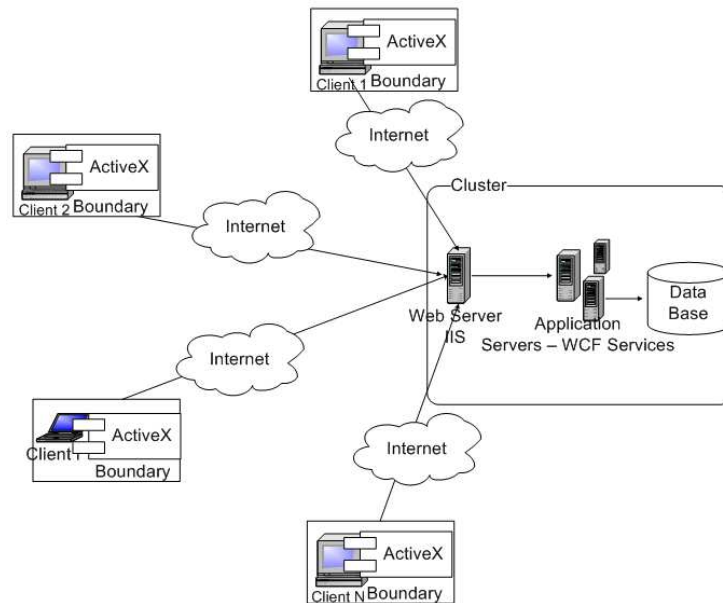 ActiveX
Client 1 Boundary
Internet
ActiveX
Client 2 Boundary
Internet
Cluster
Web Server
IIS
Application
Servers – WCF Services
Data
Base
Internet
ActiveX
Client
Boundary
Internet
ActiveX
Client N Boundary